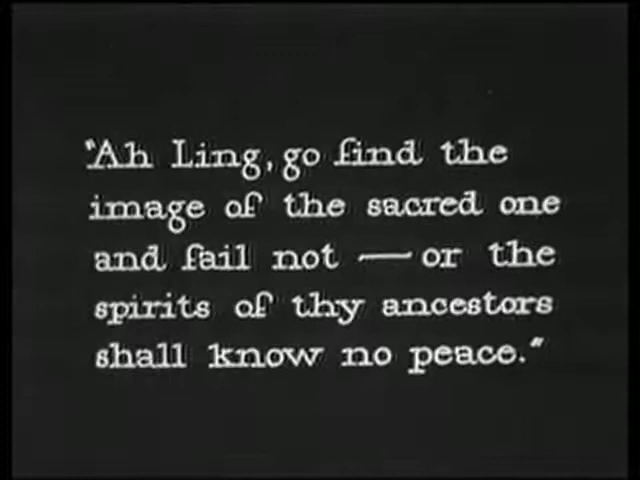 "Ah Ling, go find the
image of the sacred one
and fail not — or the
spirits of thy ancestors
shall know no peace."